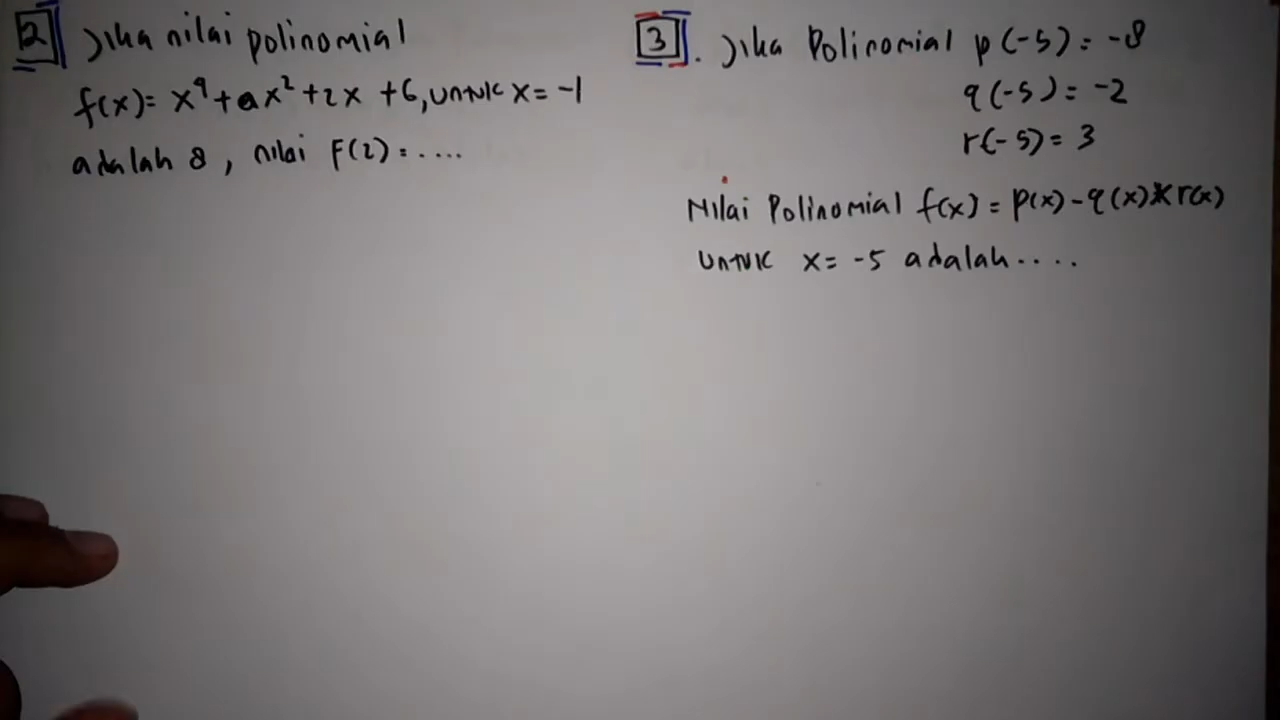 2 Jika nilai polinomial
f(x) = x⁴ + ax² + 2x + 6, untuk x = -1
adalah 8, nilai F(2) = ....
3. Jika Polinomial p(-5) = -8
q(-5) = -2
r(-5) = 3
Nilai Polinomial f(x) = p(x) - q(x) * r(x)
untuk x = -5 adalah ....